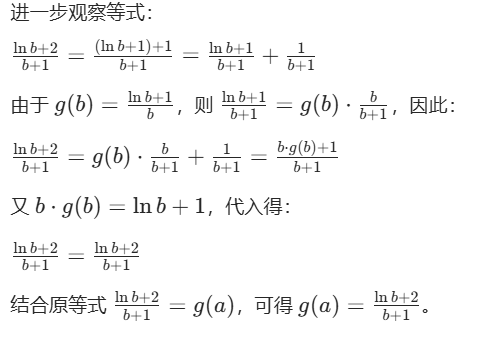 进一步观察等式：
$\frac{\ln b+2}{b+1} = \frac{(\ln b+1)+1}{b+1} = \frac{\ln b+1}{b+1} + \frac{1}{b+1}$
由于 $g(b) = \frac{\ln b+1}{b}$，则 $\frac{\ln b+1}{b+1} = g(b) \cdot \frac{b}{b+1}$，因此：
$\frac{\ln b+2}{b+1} = g(b) \cdot \frac{b}{b+1} + \frac{1}{b+1} = \frac{b \cdot g(b)+1}{b+1}$
又 $b \cdot g(b) = \ln b + 1$，代入得：
$\frac{\ln b+2}{b+1} = \frac{\ln b+2}{b+1}$
结合原等式 $\frac{\ln b+2}{b+1} = g(a)$，可得 $g(a) = \frac{\ln b+2}{b+1}$。